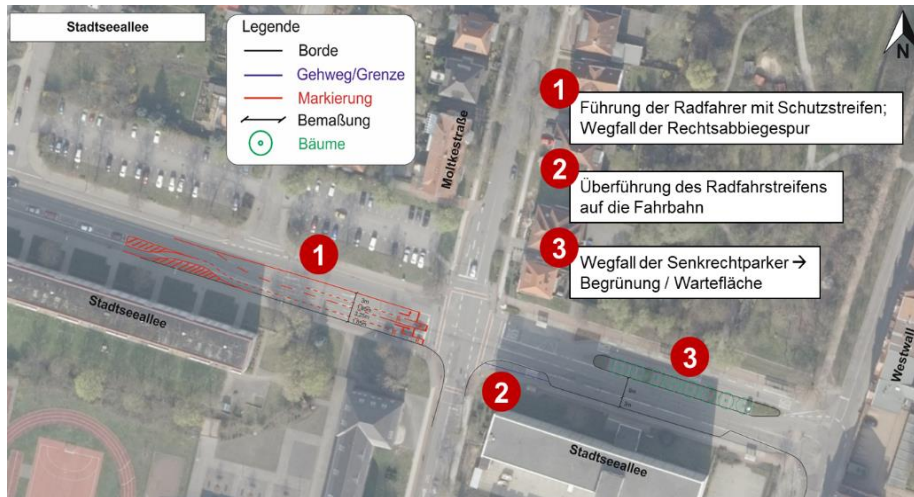 Stadtseeallee
Legende
Borde
Gehweg/Grenze
Markierung
Bemaßung
Bäume
N
Moltkestraße
1
Führung der Radfahrer mit Schutzstreifen;
Wegfall der Rechtsabbiegespur
2
Überführung des Radfahrstreifens
auf die Fahrbahn
3
Wegfall der Senkrechtparker →
Begrünung / Wartefläche
1
3m
Stadtseeallee
Westwall
3
2
Stadtseeallee